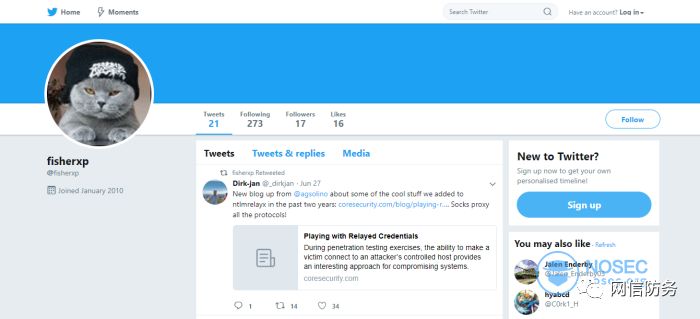 Home
Moments
Search Twitter
Have an account? Log in
Tweets
21
Following
273
Followers
17
Likes
16
Follow
fisherxp
@fisherxp
Joined January 2010
Tweets
Tweets & replies
Media
fisherxp Retweeted
Dirk-jan @_dirkjan · Jun 27
New blog up from @agsolino about some of the cool stuff we added to
ntlmrelayx in the past two years: coresecurity.com/blog/playing-r.... Socks proxy
all the protocols!
Playing with Relayed Credentials
During penetration testing exercises, the ability to make a
victim connect to an attacker's controlled host provides
an interesting approach for compromising systems.
coresecurity.com
1
14
34
New to Twitter?
Sign up now to get your own
personalised timeline!
Sign up
You may also like · Refresh
Jalen Enderby
hyabcd
@C0rk1_H
NOSEC
NOSEC.ORG
网信防务